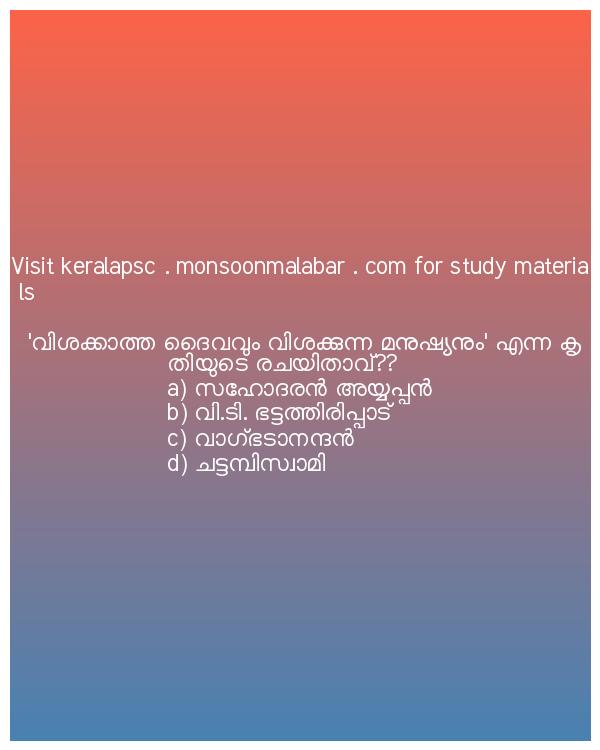 Visit keralapsc . monsoonmalabar . com for study materia
ls
'വിശക്കാത്ത ദൈവവും വിശക്കുന്ന മനുഷ്യനും' എന്ന കൃ
തിയുടെ രചയിതാവ്??
a) സഹോദരൻ അയ്യപ്പൻ
b) വി.ടി. ഭട്ടത്തിരിപ്പാട്
c) വാഗ്ഭടാനന്ദൻ
d) ചട്ടമ്പിസ്വാമി